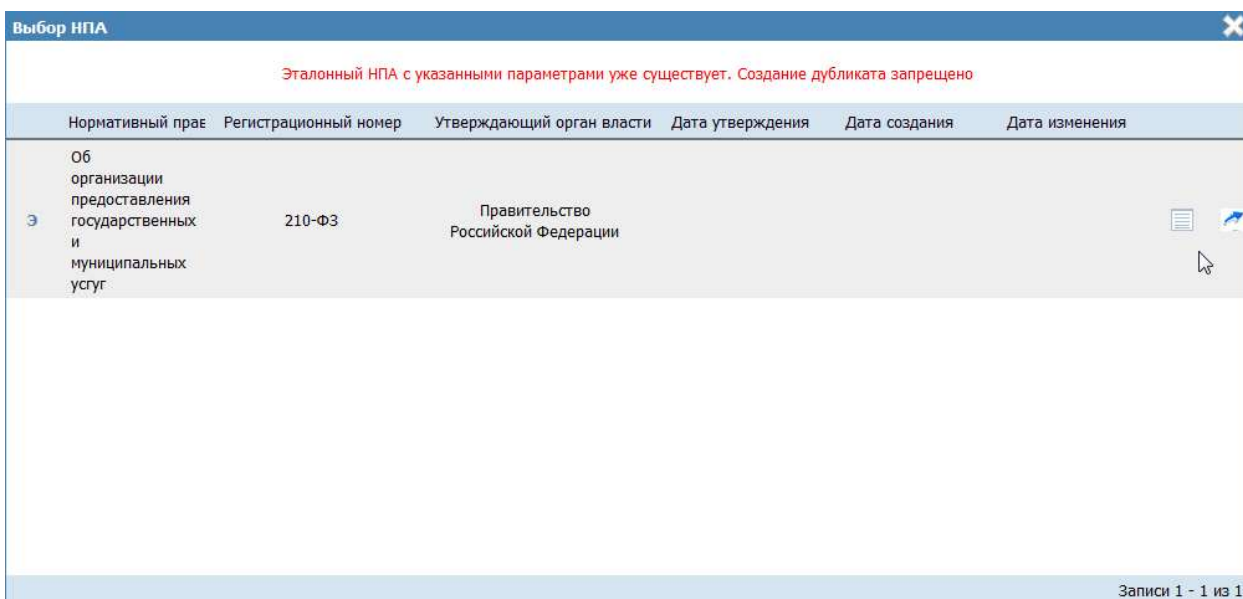 Выбор НПА
Эталонный НПА с указанными параметрами уже существует. Создание дубликата запрещено
Нормативный прав Регистрационный номер Утверждающий орган власти Дата утверждения Дата создания Дата изменения
Об
организации
предоставления
Э государственных 210-ФЗ Правительство
Российской Федерации
и
муниципальных
усгуг
Записи 1 - 1 из 1